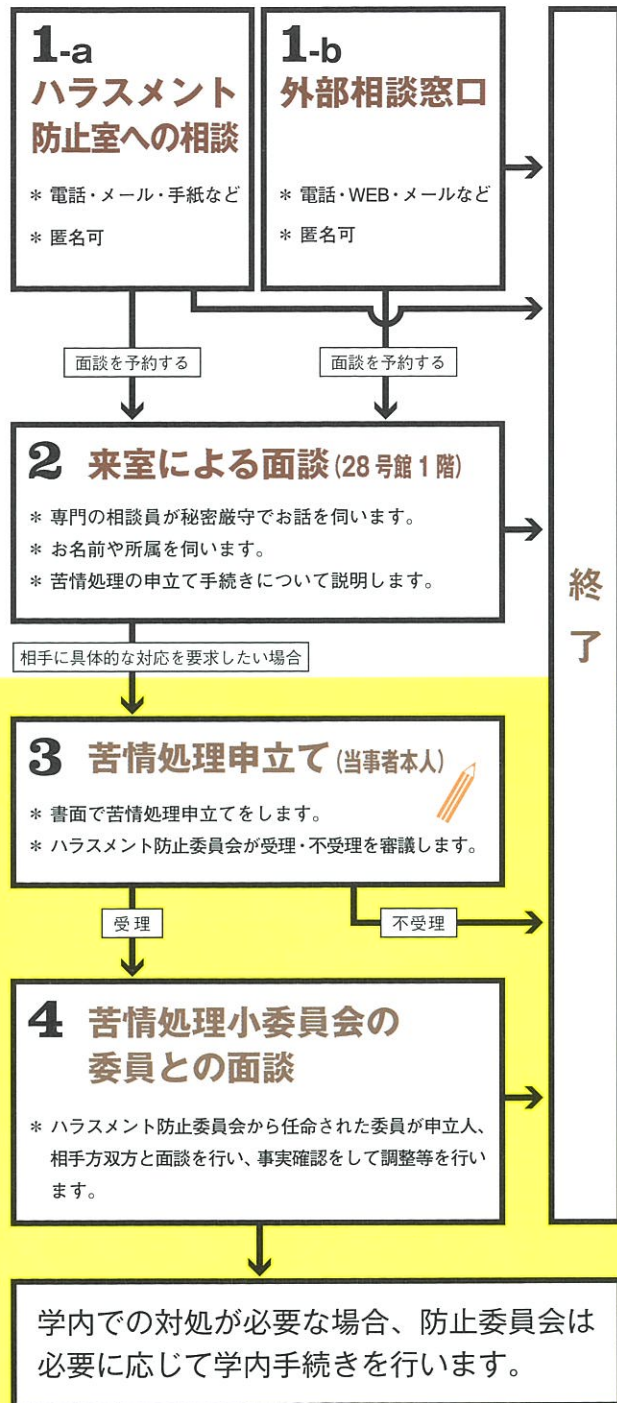 1-a
ハラスメント
防止室への相談
＊ 電話・メール・手紙など
＊ 匿名可
1-b
外部相談窓口
＊ 電話・WEB・メールなど
＊ 匿名可
面談を予約する
面談を予約する
2 来室による面談(28号館1階)
＊ 専門の相談員が秘密厳守でお話を伺います。
＊ お名前や所属を伺います。
＊ 苦情処理の申立て手続きについて説明します。
相手に具体的な対応を要求したい場合
3 苦情処理申立て(当事者本人)
＊ 書面で苦情処理申立てをします。
＊ ハラスメント防止委員会が受理・不受理を審議します。
受理
不受理
4 苦情処理小委員会の
委員との面談
＊ ハラスメント防止委員会から任命された委員が申立人、
相手方双方と面談を行い、事実確認をして調整等を行い
ます。
終
了
学内での対処が必要な場合、防止委員会は
必要に応じて学内手続きを行います。